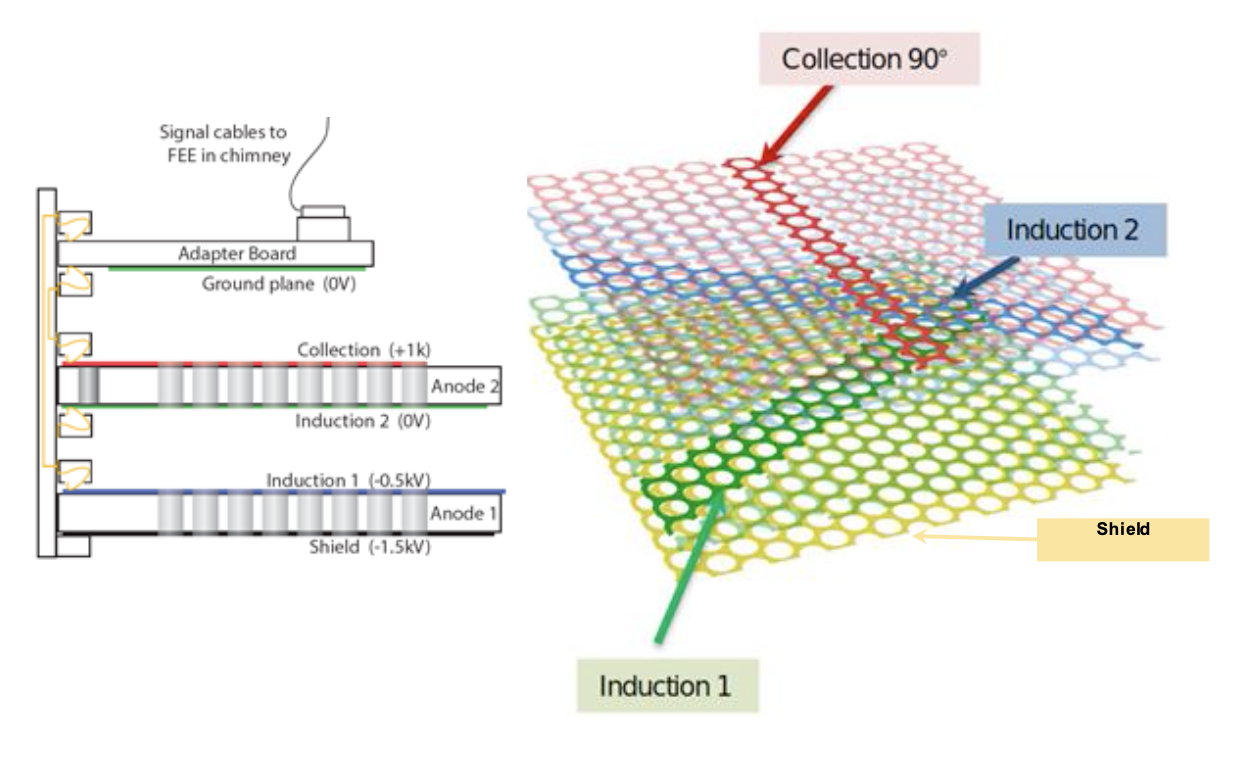 Collection 90°
Signal cables to
FEE in chimney
Induction 2
Adapter Board
Ground plane (0V)
Collection (+1k)
Anode 2
Induction 2 (0V)
Induction 1 (-0.5kV)
Anode 1
Shield (-1.5kV)
Shield
Induction 1